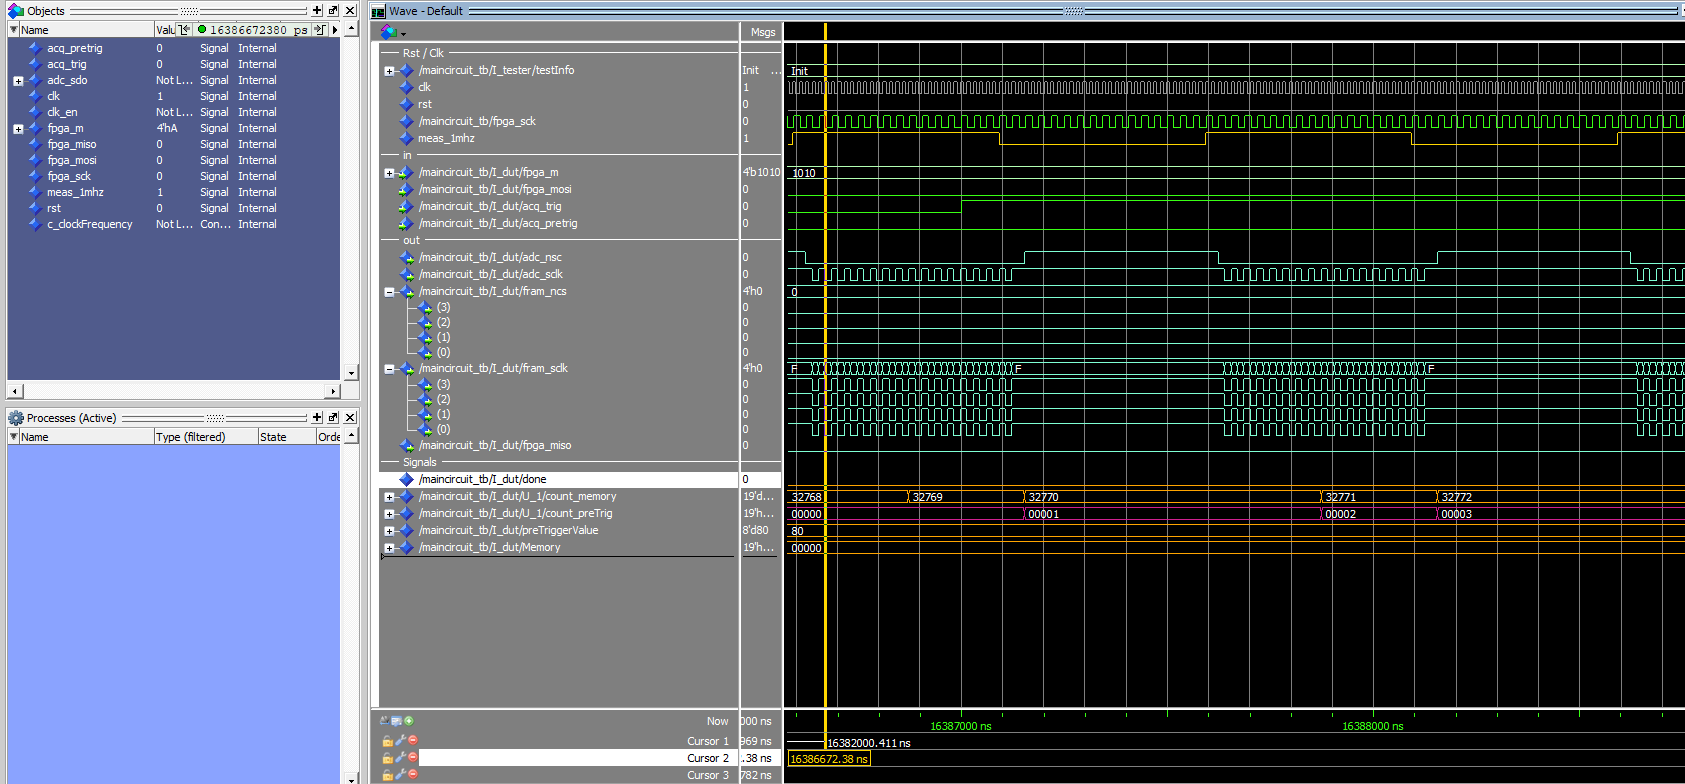 Objects
Name Valu 16386672380 ps
acq_pretrig 0 Signal Internal
acq_trig 0 Signal Internal
adc_sdo Not L... Signal Internal
clk 1 Signal Internal
clk_en Not L... Signal Internal
fpga_m 4'hA Signal Internal
fpga_miso 0 Signal Internal
fpga_mosi 0 Signal Internal
fpga_sck 0 Signal Internal
meas_1mhz 1 Signal Internal
rst 0 Signal Internal
c_clockFrequency Not L... Con... Internal
Processes (Active)
Name Type (filtered) State Orde
Wave - Default
Msgs
Rst / Clk
/maincircuit_tb/I_tester/testInfo Init ... Init
clk 1
rst 0
/maincircuit_tb/fpga_sck 0
meas_1mhz 1
in
/maincircuit_tb/I_dut/fpga_m 4'b1010 1010
/maincircuit_tb/I_dut/fpga_mosi 0
/maincircuit_tb/I_dut/acq_trig 0
/maincircuit_tb/I_dut/acq_pretrig 0
out
/maincircuit_tb/I_dut/adc_nsc 0
/maincircuit_tb/I_dut/adc_sclk 0
/maincircuit_tb/I_dut/fram_ncs 4'h0 0
(3) 0
(2) 0
(1) 0
(0) 0
/maincircuit_tb/I_dut/fram_sclk 4'h0 F F F
(3) 0
(2) 0
(1) 0
(0) 0
/maincircuit_tb/I_dut/fpga_miso 0
Signals
/maincircuit_tb/I_dut/done 0
/maincircuit_tb/I_dut/U_1/count_memory 19'd... 32768 32769 32770 32771 32772
/maincircuit_tb/I_dut/U_1/count_preTrig 19'h... 00000 00001 00002 00003
/maincircuit_tb/I_dut/preTriggerValue 8'd80 80
/maincircuit_tb/I_dut/Memory 19'h... 00000
Now 000 ns 16387000 ns 16388000 ns
Cursor 1 969 ns 16382000.411 ns
Cursor 2 .38 ns 16386672.38 ns
Cursor 3 782 ns